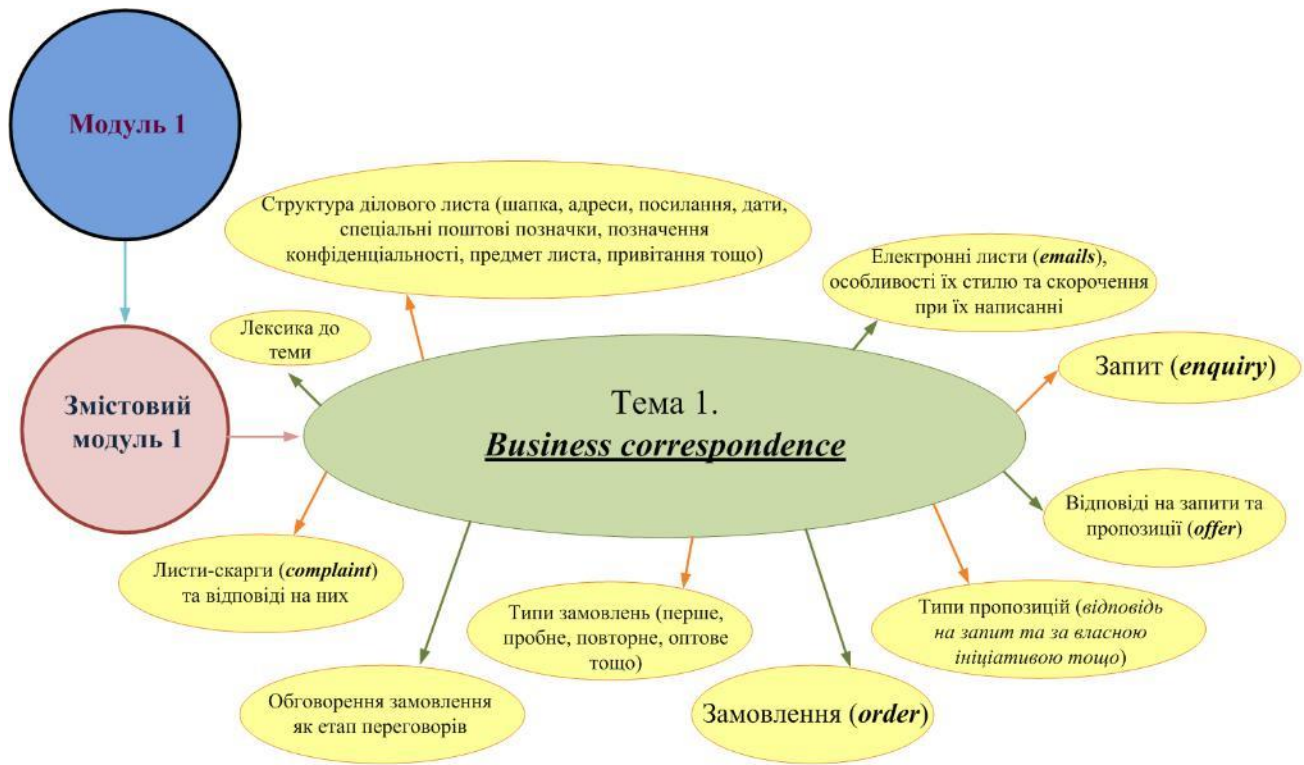 Модуль 1
Структура ділового листа (шапка, адреси, посилання, дати,
спеціальні поштові позначки, позначення
конфіденціальності, предмет листа, привітання тощо)
Електронні листи (emails),
особливості їх стилю та скорочення
при їх написанні
Лексика до
теми
Запит (enquiry)
Змістовий
модуль 1
Тема 1.
Business correspondence
Відповіді на запити та
пропозиції (offer)
Листи-скарги (complaint)
та відповіді на них
Типи замовлень (перше,
пробне, повторне, оптове
тощо)
Типи пропозицій (відповідь
на запит та за власною
ініціативою тощо)
Обговорення замовлення
як етап переговорів
Замовлення (order)